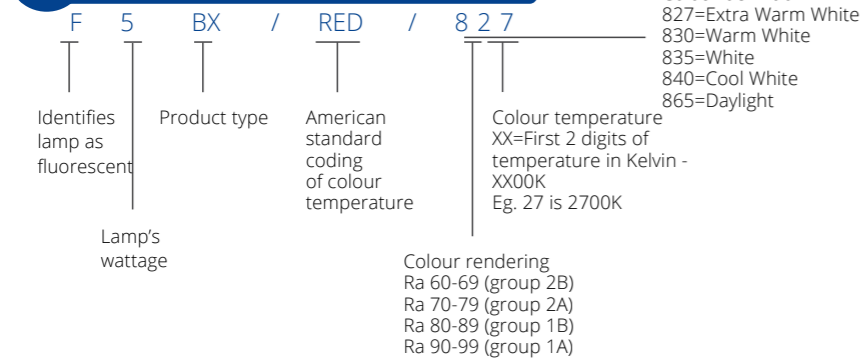 F 5 BX / RED / 8 2 7
827=Extra Warm White
830=Warm White
835=White
840=Cool White
865=Daylight
Identifies
lamp as
fluorescent
Product type
American
standard
coding
of colour
temperature
Colour temperature
XX=First 2 digits of
temperature in Kelvin -
XX00K
Eg. 27 is 2700K
Lamp's
wattage
Colour rendering
Ra 60-69 (group 2B)
Ra 70-79 (group 2A)
Ra 80-89 (group 1B)
Ra 90-99 (group 1A)